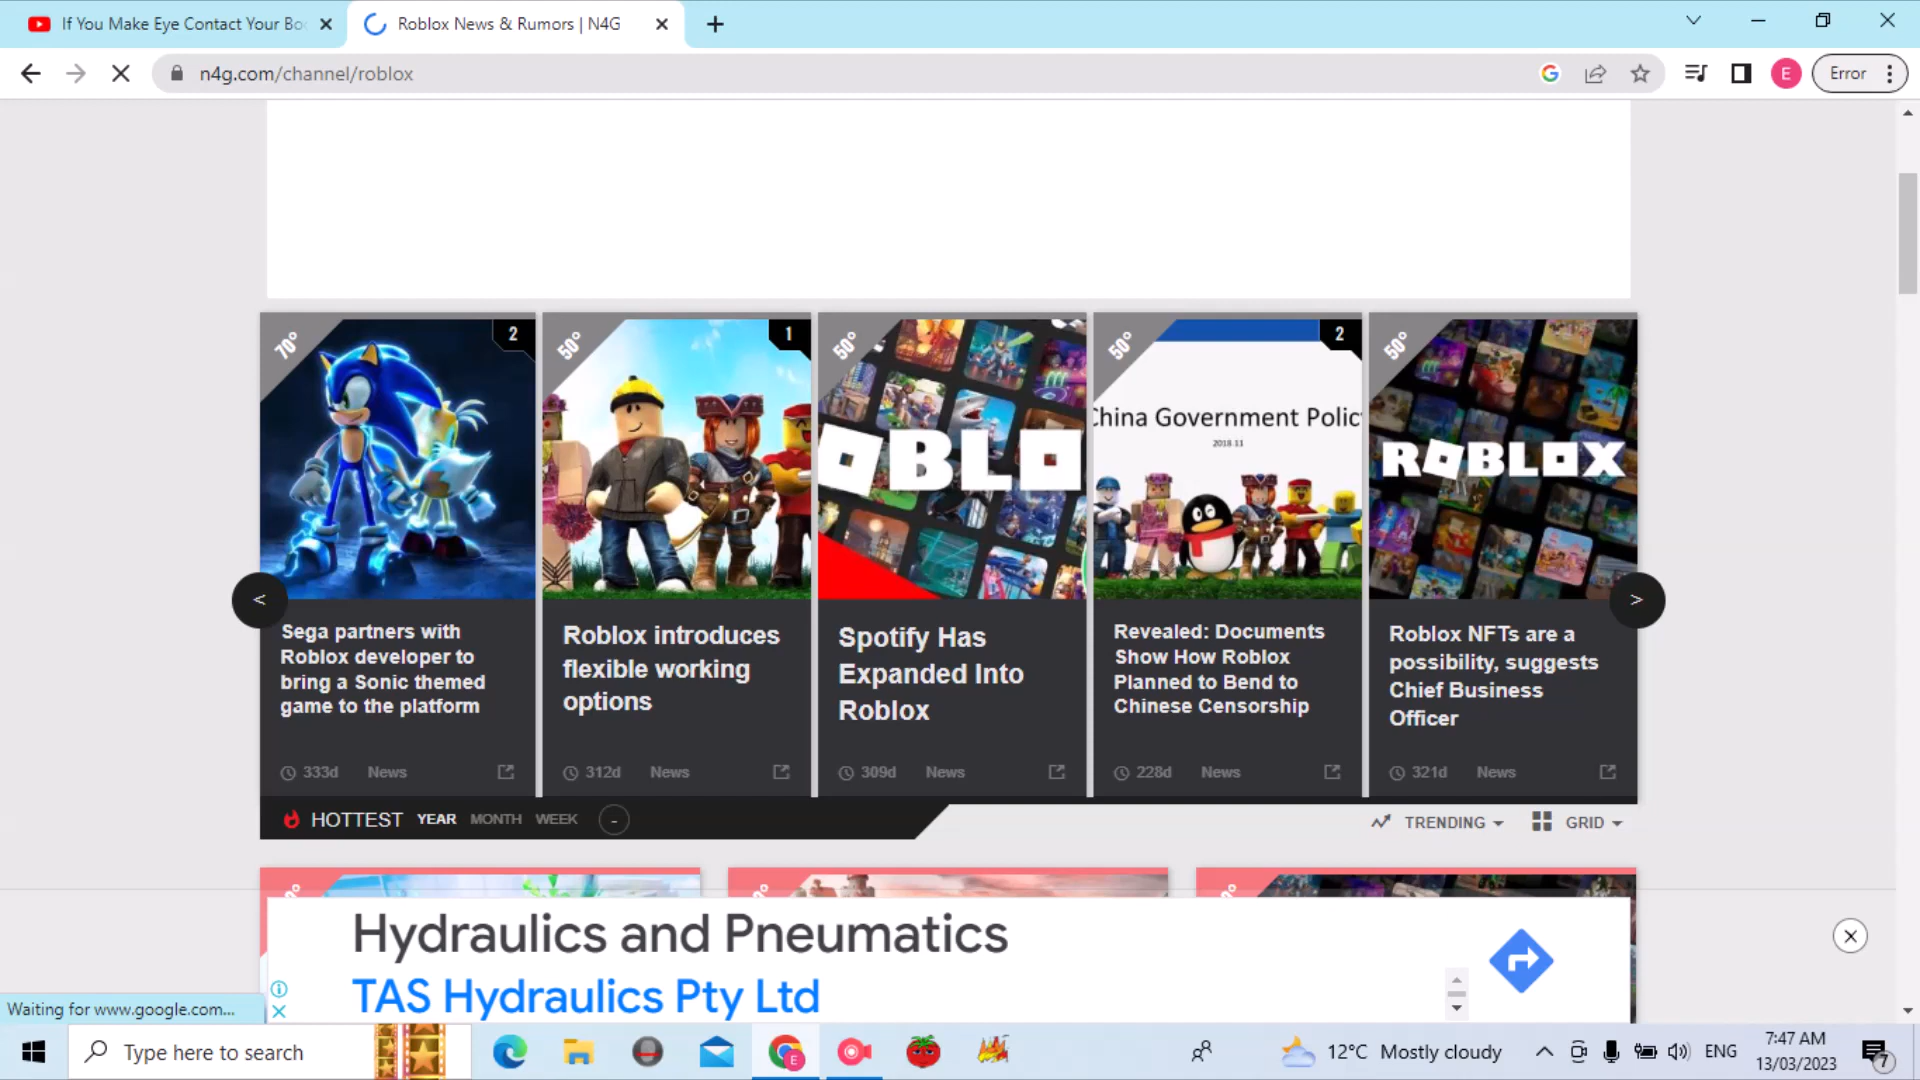 If You Make Eye Contact Your Bo
Roblox News & Rumors | N4G
n4g.com/channel/roblox
E
Error
70°
2
50°
1
50°
OBLO
50°
2
China Government Polic
2018.11
50°
ROBLOX
<
>
Sega partners with
Roblox developer to
bring a Sonic themed
game to the platform
333d News
Roblox introduces
flexible working
options
312d News
Spotify Has
Expanded Into
Roblox
309d News
Revealed: Documents
Show How Roblox
Planned to Bend to
Chinese Censorship
228d News
Roblox NFTs are a
possibility, suggests
Chief Business
Officer
321d News
HOTTEST YEAR MONTH WEEK -
TRENDING GRID
Hydraulics and Pneumatics
TAS Hydraulics Pty Ltd
Waiting for www.google.com...
Type here to search
E
12°C Mostly cloudy
ENG
7:47 AM
13/03/2023
7